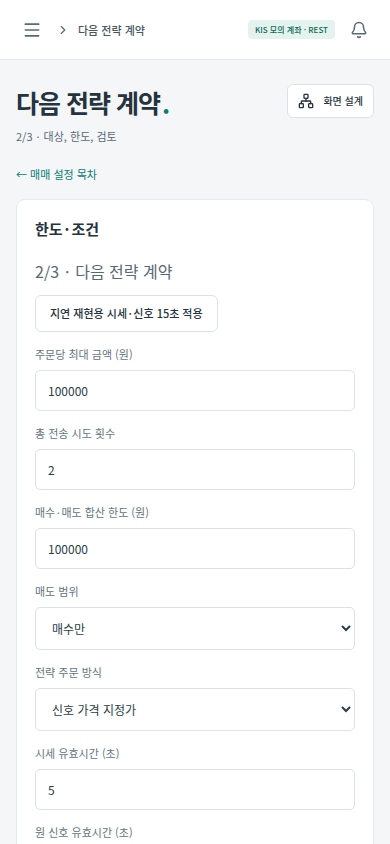 다음 전략 계약
KIS 모의 계좌 · REST
다음 전략 계약.
화면 설계
2/3 · 대상, 한도, 검토
← 매매 설정 목차
한도·조건
2/3 · 다음 전략 계약
지연 재현용 시세·신호 15초 적용
주문당 최대 금액 (원)
100000
총 전송 시도 횟수
2
매수·매도 합산 한도 (원)
100000
매도 범위
매수만
전략 주문 방식
신호 가격 지정가
시세 유효시간 (초)
5
원 신호 유효시간 (초)